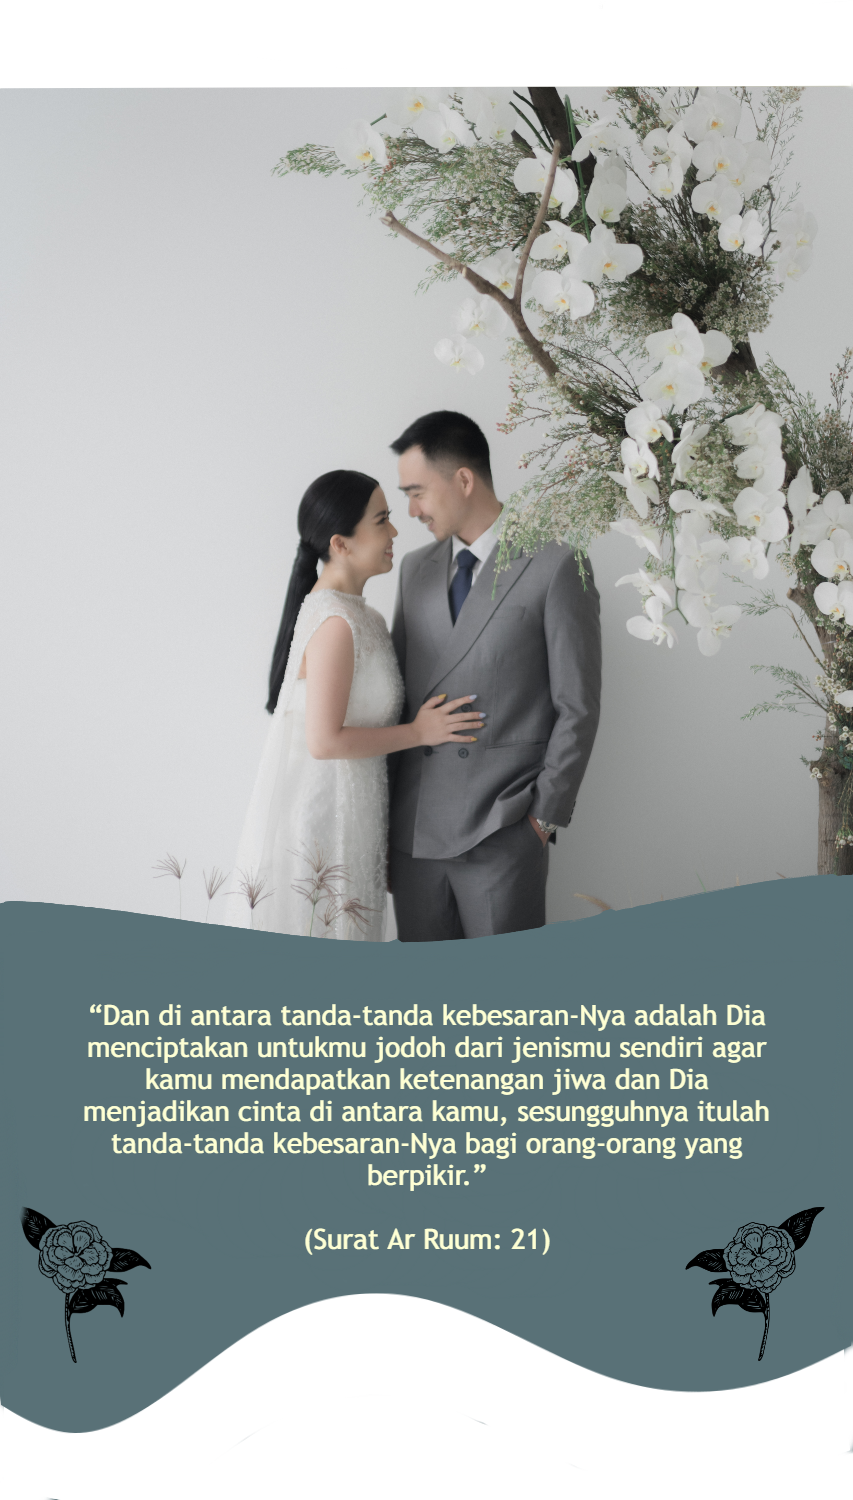 “Dan di antara tanda-tanda kebesaran-Nya adalah Dia
menciptakan untukmu jodoh dari jenismu sendiri agar
kamu mendapatkan ketenangan jiwa dan Dia
menjadikan cinta di antara kamu, sesungguhnya itulah
tanda-tanda kebesaran-Nya bagi orang-orang yang
berpikir.”
(Surat Ar Ruum: 21)